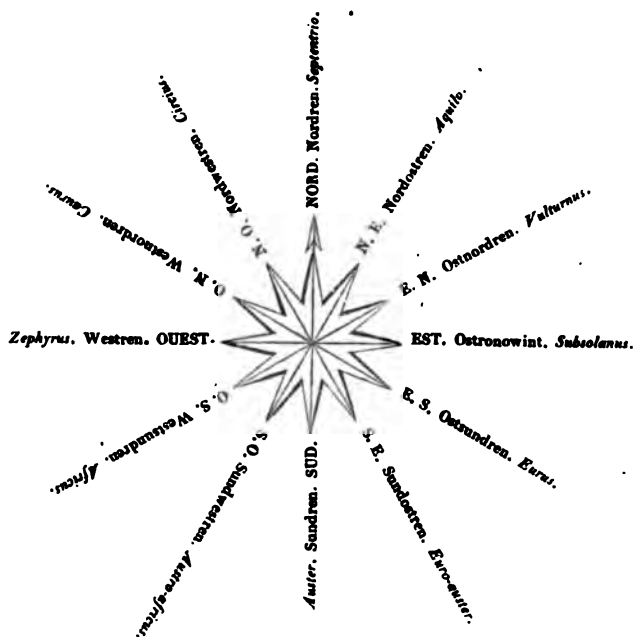 NORD. Nordren. Septentrio.
N. E. Nordostren. Aquilo.
E. N. Ostnordren. Vulturnus.
EST. Ostronowint. Subsolanus.
E. S. Ostsundren. Eurus.
S. E. Sundostren. Euro-auster.
Auster. Sundren. SUD.
S. O. Sundwestren. Austro-africus.
O. S. Westsundren. Africus.
Zephyrus. Westren. OUEST.
O. N. Westnordren. Caurus.
N. O. Nordwestren. Circius.